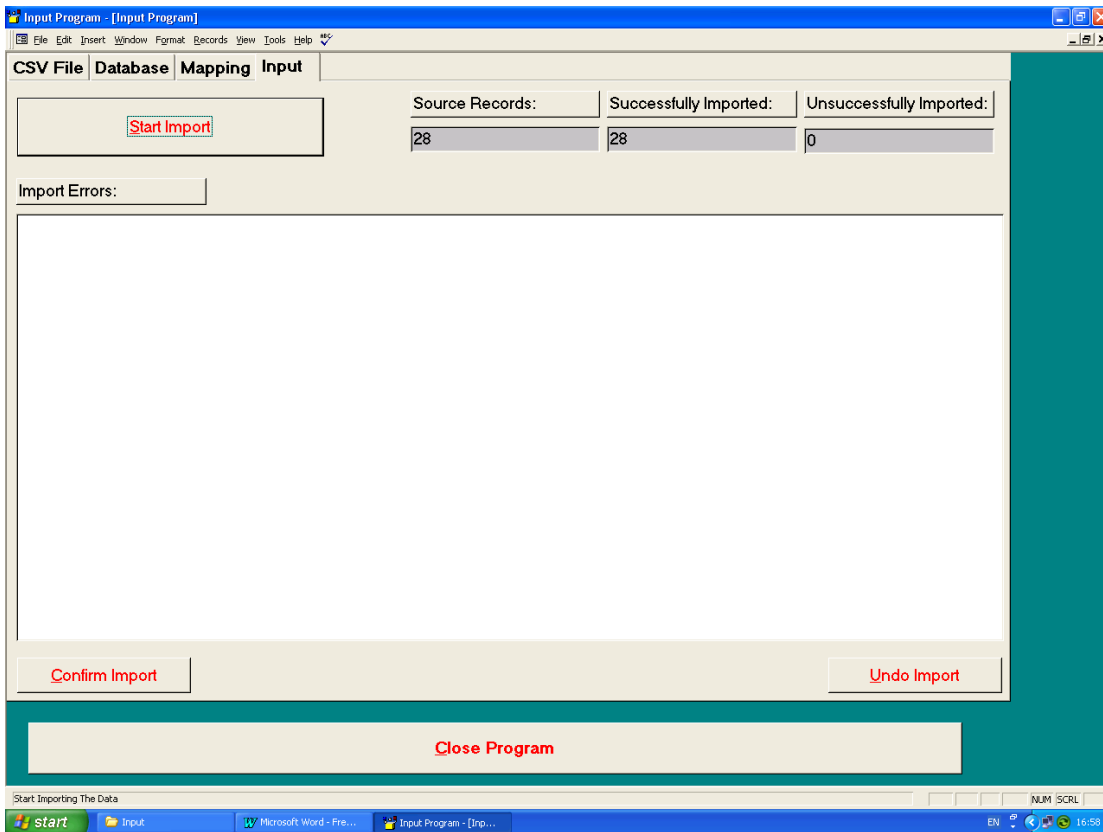 Input Program - [Input Program]
File Edit Insert Window Format Records View Tools Help ABC
CSV File Database Mapping Input
Start Import
Source Records: Successfully Imported: Unsuccessfully Imported:
28 28 0
Import Errors:
Confirm Import Undo Import
Close Program
Start Importing The Data NUM SCRL
start Input Microsoft Word - Fre... Input Program - [Inp... EN 16:58